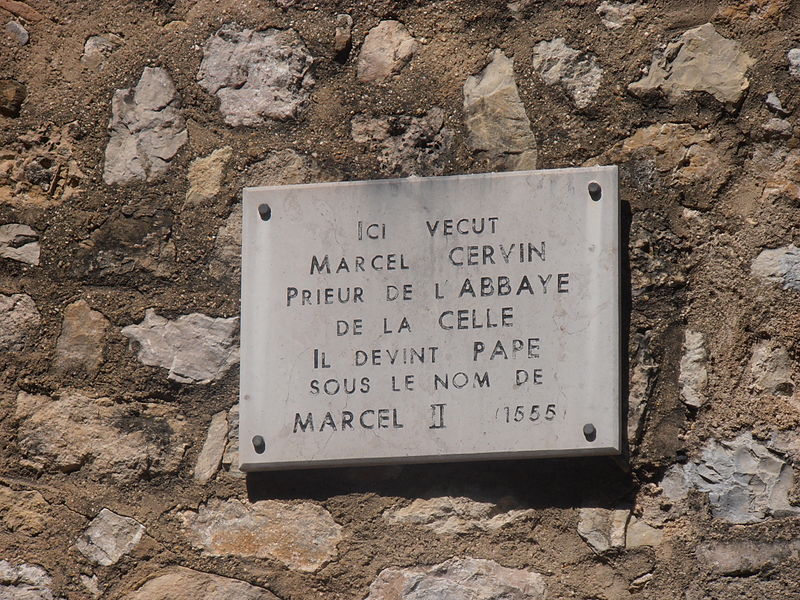 ICI VECUT
MARCEL CERVIN
PRIEUR DE L'ABBAYE
DE LA CELLE
IL DEVINT PAPE
SOUS LE NOM DE
MARCEL II (1555)